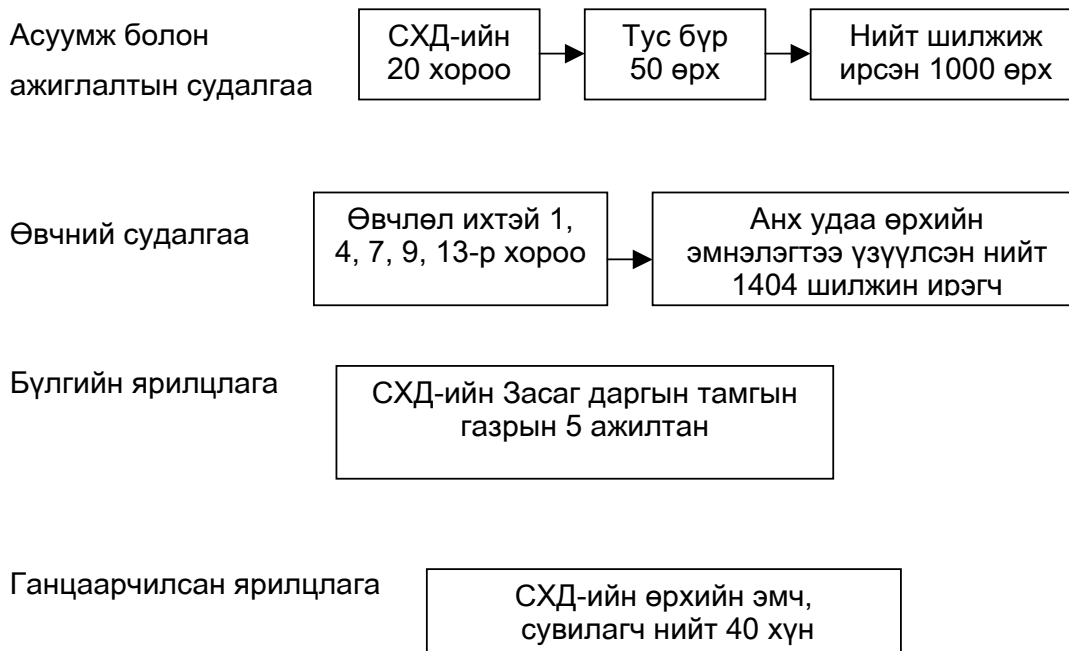 Асуумж болон
ажиглалтын судалгаа
СХД-ийн
20 хороо
Тус бүр
50 өрх
Нийт шилжиж
ирсэн 1000 өрх
Өвчний судалгаа
Өвчлөл ихтэй 1,
4, 7, 9, 13-р хороо
Анх удаа өрхийн
эмнэлэгтээ үзүүлсэн нийт
1404 шилжин ирэгч
Бүлгийн ярилцлага
СХД-ийн Засаг даргын тамгын
газрын 5 ажилтан
Ганцаарчилсан ярилцлага
СХД-ийн өрхийн эмч,
сувилагч нийт 40 хүн